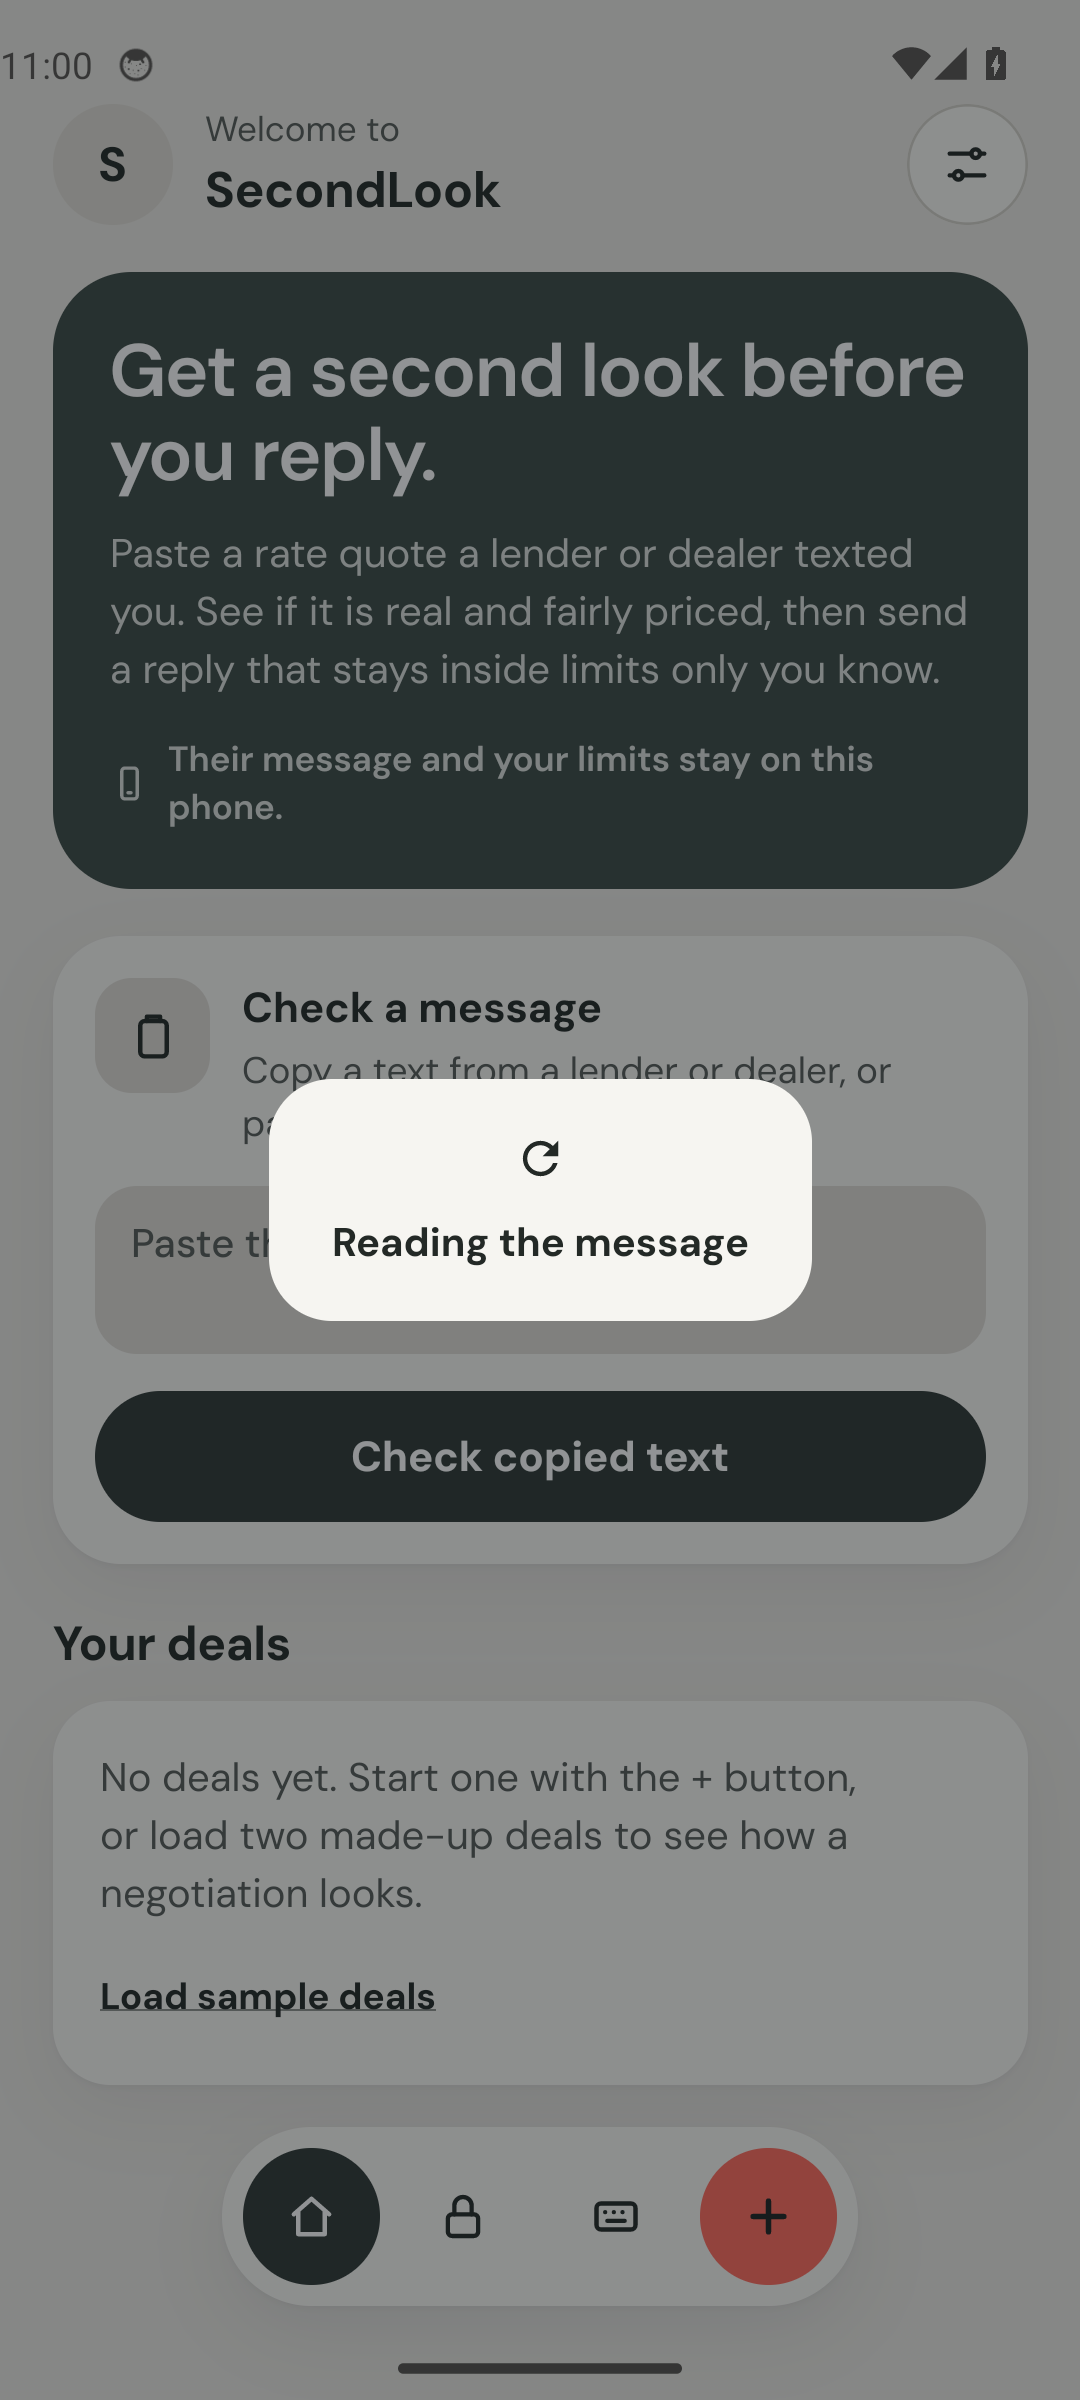 11:00
S
Welcome to
SecondLook
Get a second look before
you reply.
Paste a rate quote a lender or dealer texted
you. See if it is real and fairly priced, then send
a reply that stays inside limits only you know.
Their message and your limits stay on this
phone.
Check a message
Copy a text from a lender or dealer, or
Paste
Reading the message
Check copied text
Your deals
No deals yet. Start one with the + button,
or load two made-up deals to see how a
negotiation looks.
Load sample deals